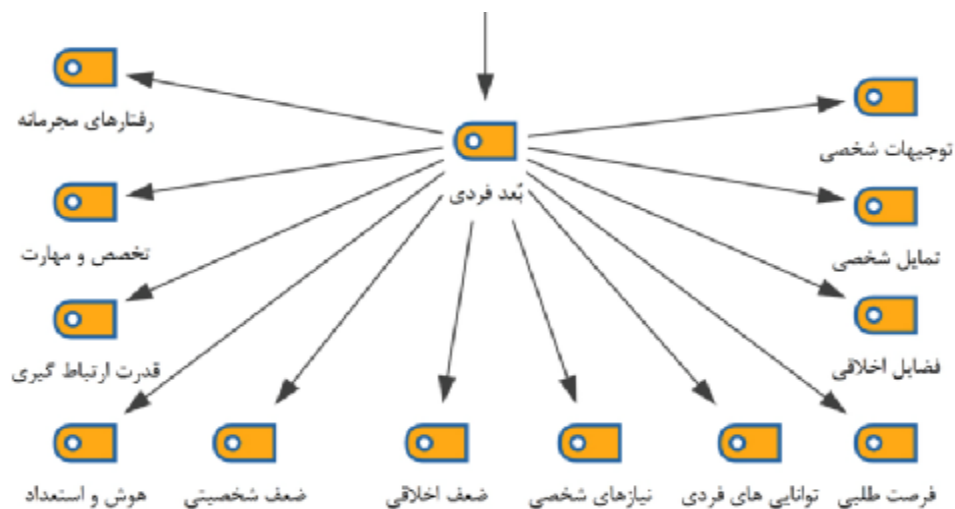 رفتارهای مجرمانه
توجیهات شخصی
بُعد فردی
تمایل شخصی
تخصص و مهارت
فضایل اخلاقی
قدرت ارتباط گیری
فرصت طلبی
توانایی های فردی
نیازهای شخصی
ضعف اخلاقی
ضعف شخصیتی
هوش و استعداد